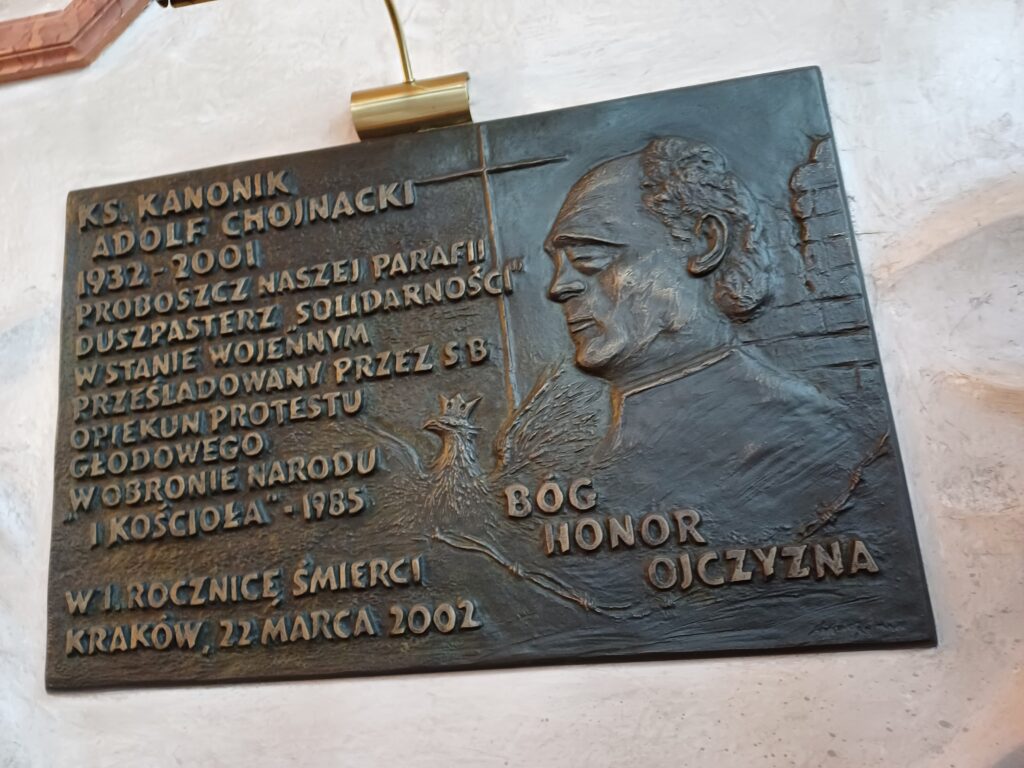 KS. KANONIK
ADOLF CHOJNACKI
1932 - 2001
PROBOSZCZ NASZEJ PARAFII
DUSZPASTERZ „SOLIDARNOŚCI"
W STANIE WOJENNYM
PRZEŚLADOWANY PRZEZ SB
OPIEKUN PROTESTU
GŁODOWEGO
„W OBRONIE NARODU
I KOŚCIOŁA" - 1985
W I. ROCZNICĘ ŚMIERCI
KRAKÓW, 22 MARCA 2002
BÓG
HONOR
OJCZYZNA